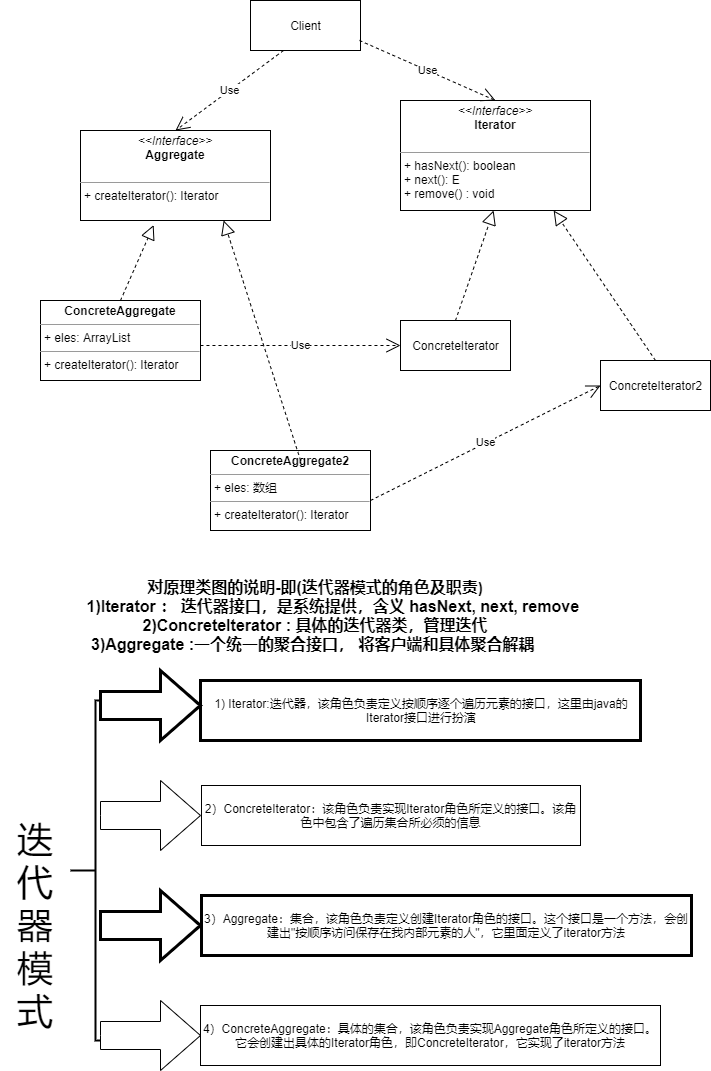 Client
Use
Use
<<Interface>>
Aggregate
+ createIterator(): Iterator
<<Interface>>
Iterator
+ hasNext(): boolean
+ next(): E
+ remove() : void
ConcreteAggregate
+ eles: ArrayList
+ createIterator(): Iterator
Use
ConcreteIterator
ConcreteIterator2
ConcreteAggregate2
+ eles: 数组
+ createIterator(): Iterator
Use
对原理类图的说明-即(迭代器模式的角色及职责)
1)Iterator ： 迭代器接口，是系统提供，含义 hasNext, next, remove
2)ConcreteIterator : 具体的迭代器类，管理迭代
3)Aggregate :一个统一的聚合接口， 将客户端和具体聚合解耦
迭代器模式
1) Iterator:迭代器，该角色负责定义按顺序逐个遍历元素的接口，这里由java的
Iterator接口进行扮演
2）ConcreteIterator：该角色负责实现Iterator角色所定义的接口。该角
色中包含了遍历集合所必须的信息
3）Aggregate：集合，该角色负责定义创建Iterator角色的接口。这个接口是一个方法，会创
建出"按顺序访问保存在我内部元素的人"，它里面定义了iterator方法
4）ConcreteAggregate：具体的集合，该角色负责实现Aggregate角色所定义的接口。
它会创建出具体的Iterator角色，即ConcreteIterator，它实现了iterator方法